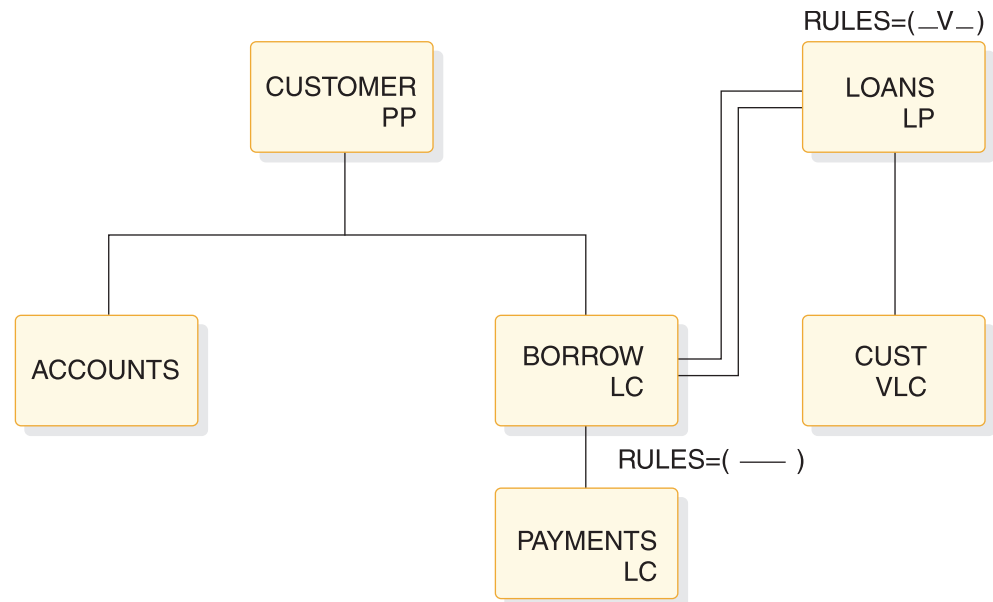 RULES=(_V_)
CUSTOMER
PP
LOANS
LP
ACCOUNTS
BORROW
LC
CUST
VLC
RULES=( ___ )
PAYMENTS
LC